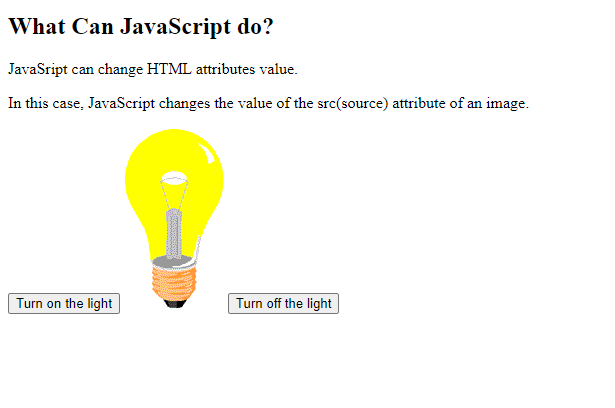 What Can JavaScript do?
JavaSript can change HTML attributes value.
In this case, JavaScript changes the value of the src(source) attribute of an image.
Turn on the light
Turn off the light